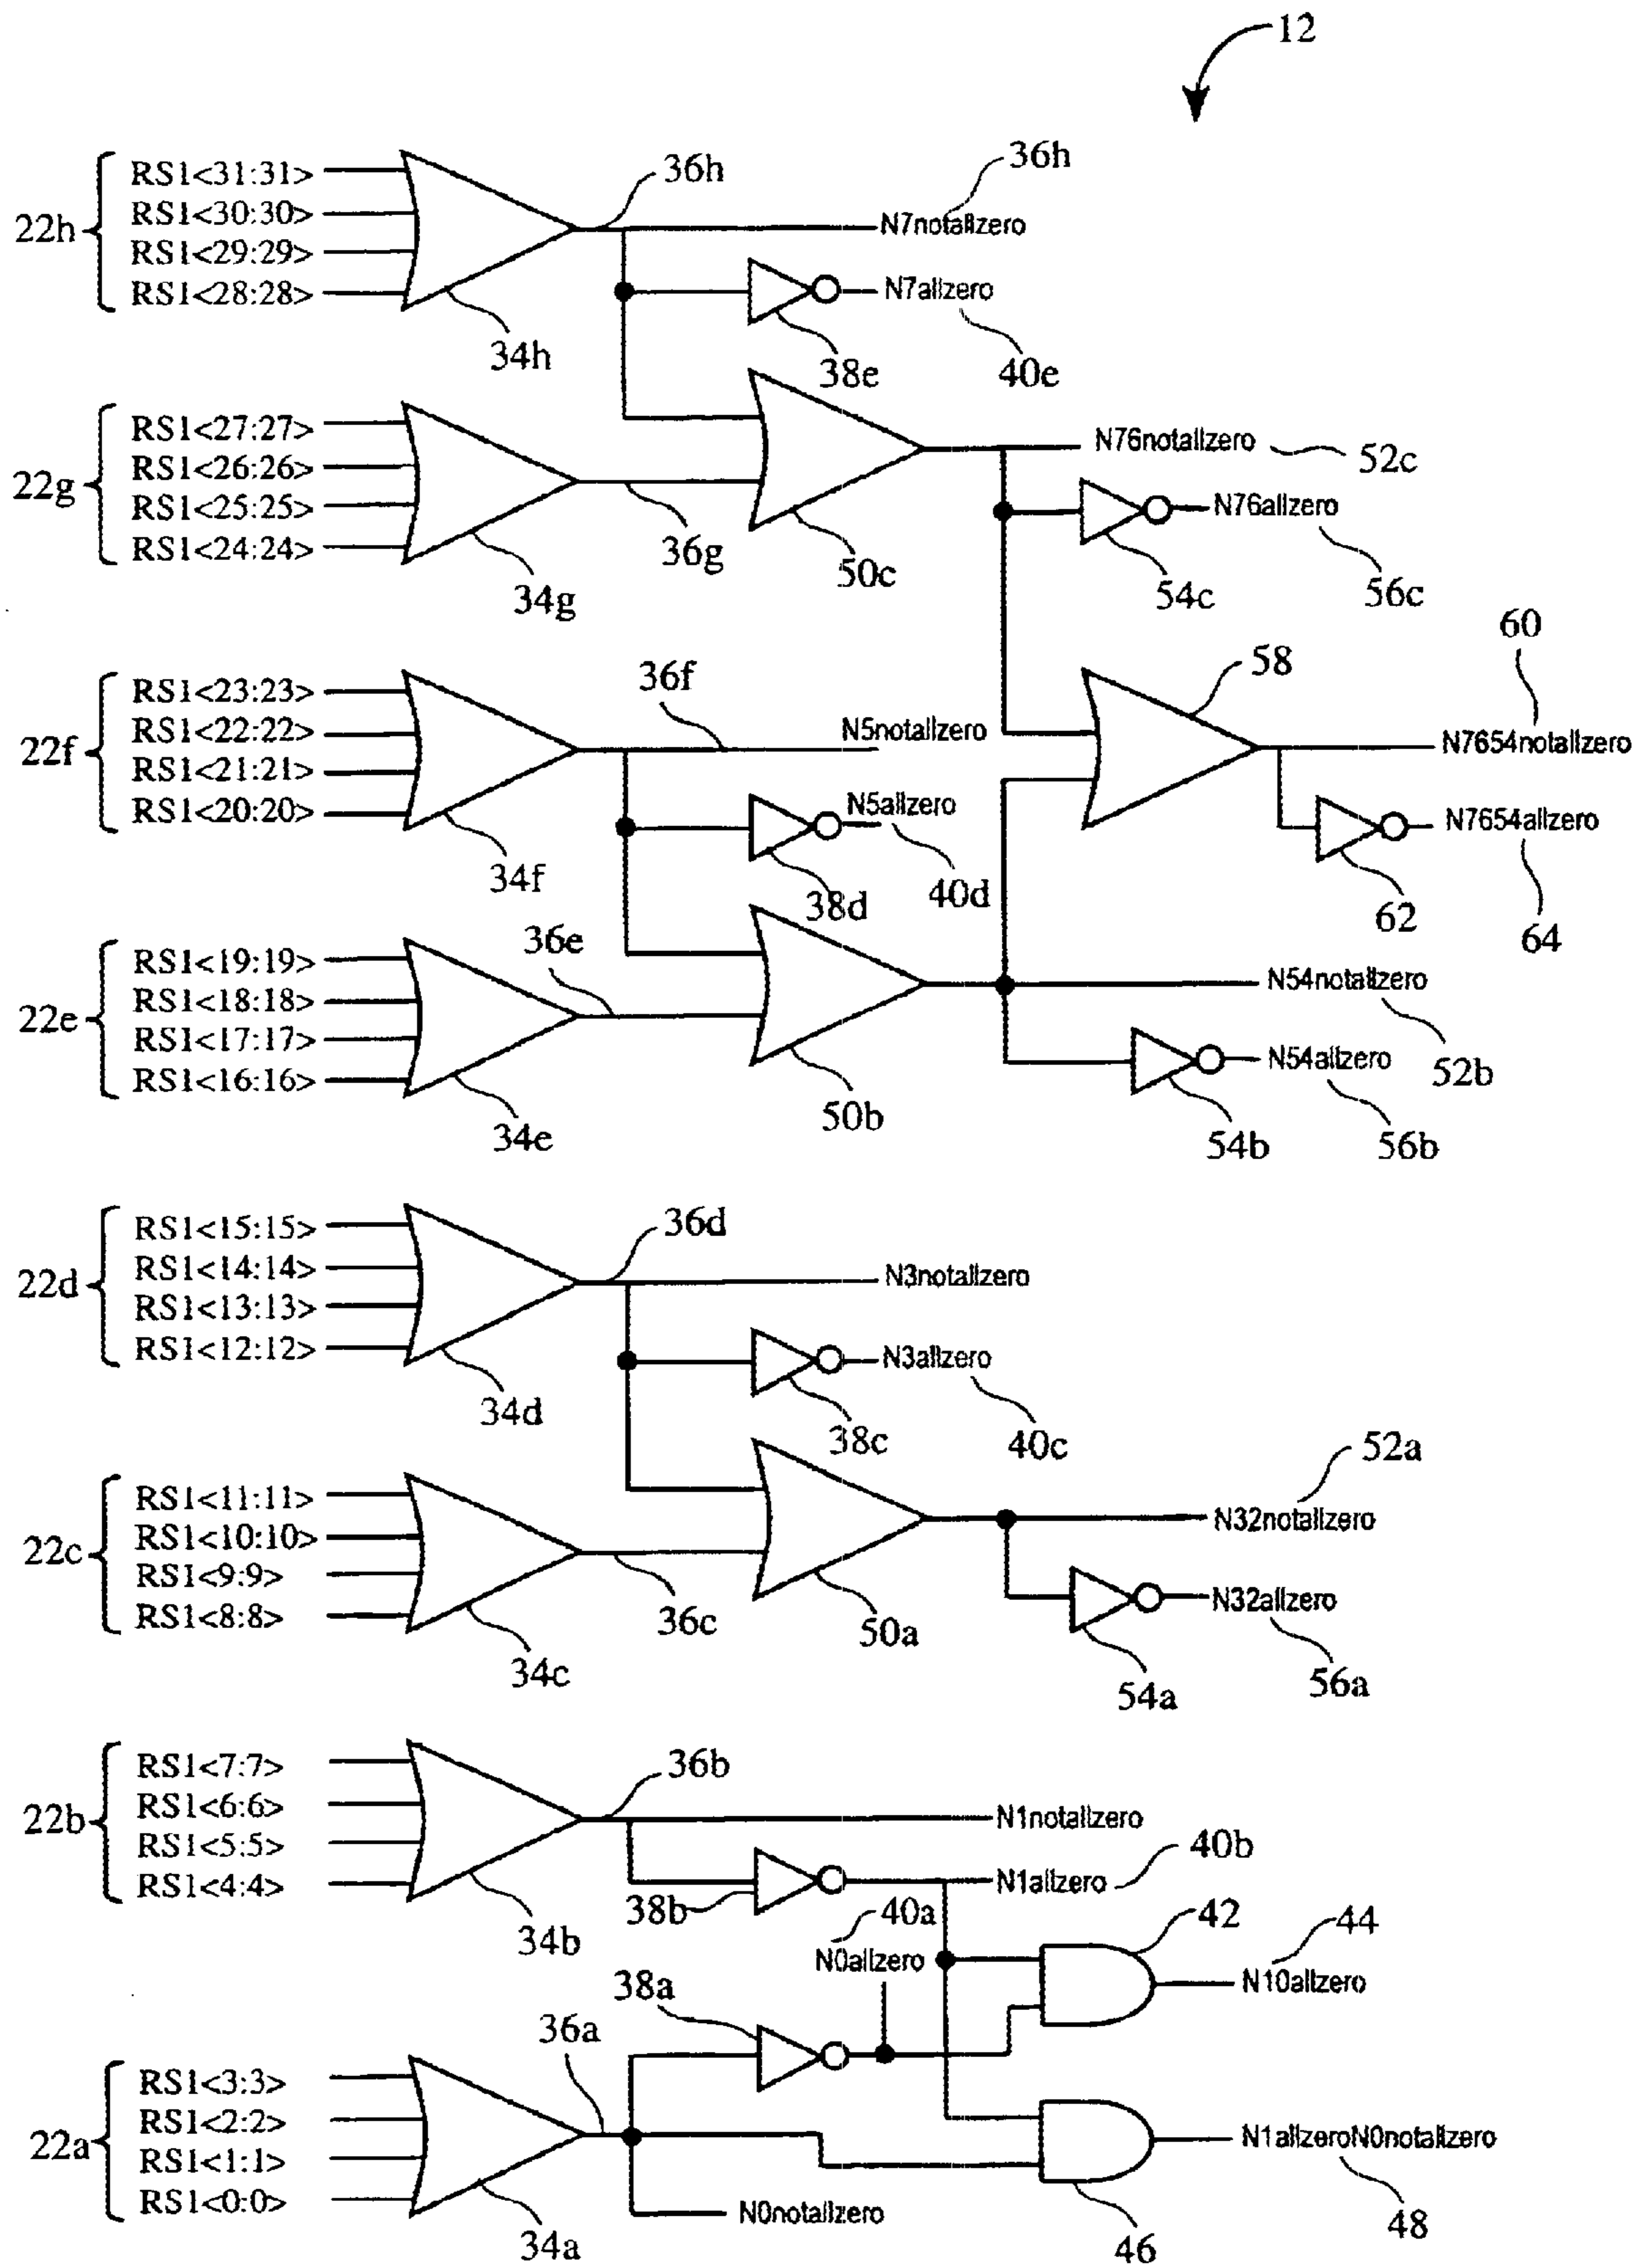 12
36h
36h
RS1<31:31>
22h
RS1<30:30>
N7notallzero
RS1<29:29>
RS1<28:28>
N7allzero
34h
38e
40e
RS1<27:27>
N76notallzero
52c
22g
RS1<26:26>
RS1<25:25>
N76allzero
RS1<24:24>
36g
50c
34g
54c
56c
60
36f
58
RS1<23:23>
22f
RS1<22:22>
N5notallzero
N7654notallzero
RS1<21:21>
RS1<20:20>
N5allzero
N7654allzero
34f
38d
40d
62
64
36e
RS1<19:19>
N54notallzero
22e
RS1<18:18>
RS1<17:17>
N54allzero
52b
RS1<16:16>
50b
34e
54b
56b
36d
RS1<15:15>
22d
RS1<14:14>
N3notallzero
RS1<13:13>
RS1<12:12>
N3allzero
34d
38c
40c
52a
RS1<11:11>
22c
RS1<10:10>
N32notallzero
RS1<9:9>
RS1<8:8>
N32allzero
36c
50a
34c
54a
56a
36b
RS1<7:7>
22b
RS1<6:6>
N1notallzero
RS1<5:5>
40b
RS1<4:4>
N1allzero
38b
40a
42
44
34b
N0allzero
N10allzero
38a
36a
RS1<3:3>
22a
RS1<2:2>
N1allzeroN0notallzero
RS1<1:1>
RS1<0:0>
N0notallzero
34a
46
48